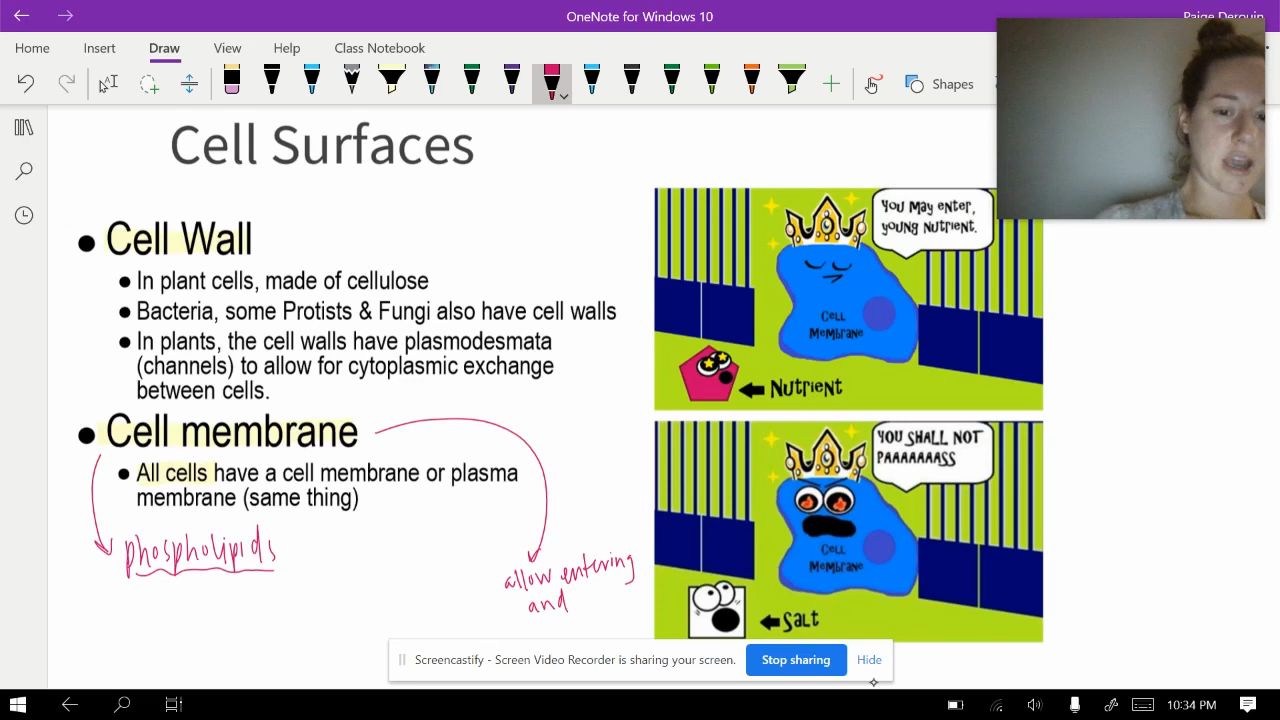 OneNote for Windows 10
Paige Derouin
Home Insert Draw View Help Class Notebook
Shapes
Cell Surfaces
Cell Wall
In plant cells, made of cellulose
Bacteria, some Protists & Fungi also have cell walls
In plants, the cell walls have plasmodesmata
(channels) to allow for cytoplasmic exchange
between cells.
Cell membrane
All cells have a cell membrane or plasma
membrane (same thing)
phospholipids
allow entering
and
You May enter,
young Nutrient.
Cell
Membrane
Nutrient
YOU SHALL NOT
PAAAAAAASS
Cell
Membrane
Salt
Screencastify - Screen Video Recorder is sharing your screen.
Stop sharing
Hide
10:34 PM